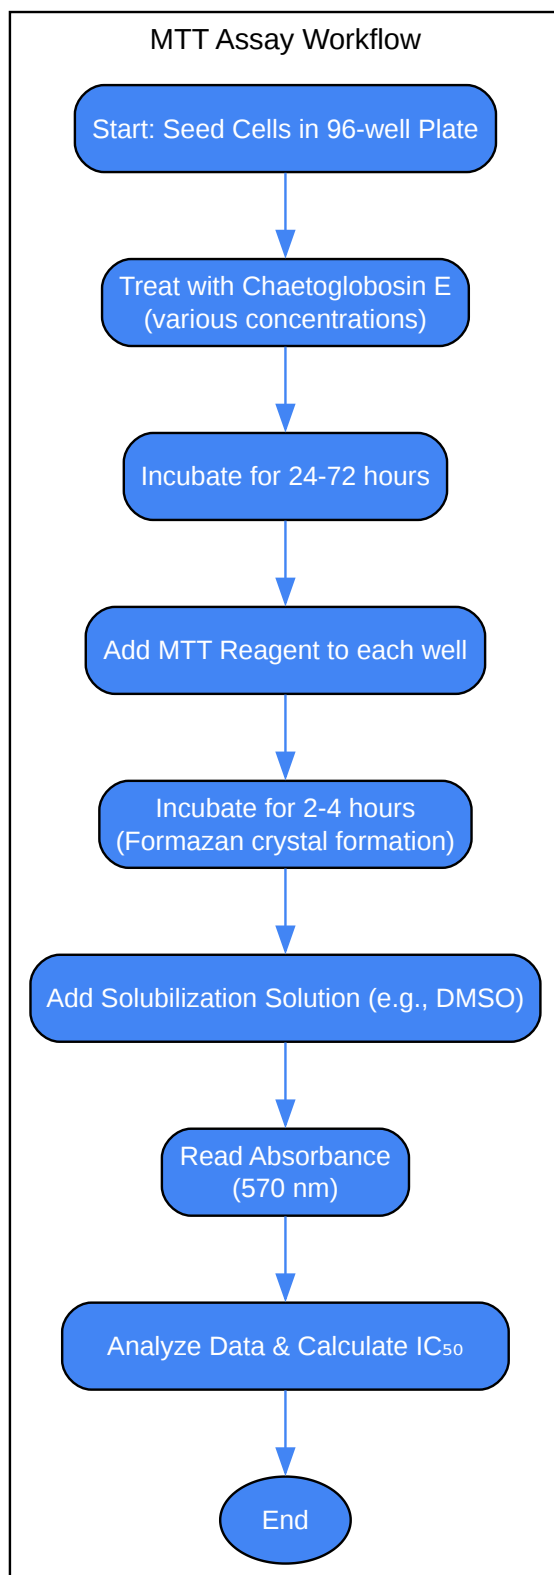 MTT Assay Workflow
Start: Seed Cells in 96-well Plate
Treat with Chaetoglobosin E
(various concentrations)
Incubate for 24-72 hours
Add MTT Reagent to each well
Incubate for 2-4 hours
(Formazan crystal formation)
Add Solubilization Solution (e.g., DMSO)
Read Absorbance
(570 nm)
Analyze Data & Calculate IC₅₀
End